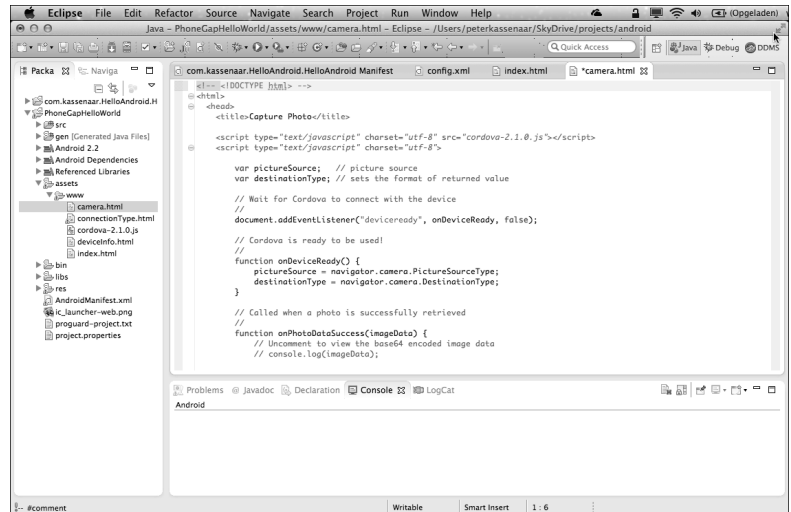 Eclipse File Edit Refactor Source Navigate Search Project Run Window Help (Opgeladen)
Java - PhoneGapHelloWorld/assets/www/camera.html - Eclipse - /Users/peterkassenaar/SkyDrive/projects/android
Quick Access Java Debug DDMS
Packa Naviga
com.kassenaar.HelloAndroid.H
PhoneGapHelloWorld
src
gen [Generated Java Files]
Android 2.2
Android Dependencies
Referenced Libraries
assets
www
camera.html
connectionType.html
cordova-2.1.0.js
deviceInfo.html
index.html
bin
libs
res
AndroidManifest.xml
ic_launcher-web.png
proguard-project.txt
project.properties
com.kassenaar.HelloAndroid.HelloAndroid Manifest config.xml index.html *camera.html
<!-- <!DOCTYPE html> -->
<html>
<head>
<title>Capture Photo</title>
<script type="text/javascript" charset="utf-8" src="cordova-2.1.0.js"></script>
<script type="text/javascript" charset="utf-8">
var pictureSource; // picture source
var destinationType; // sets the format of returned value
// Wait for Cordova to connect with the device
//
document.addEventListener("deviceready", onDeviceReady, false);
// Cordova is ready to be used!
//
function onDeviceReady() {
pictureSource = navigator.camera.PictureSourceType;
destinationType = navigator.camera.DestinationType;
}
// Called when a photo is successfully retrieved
//
function onPhotoDataSuccess(imageData) {
// Uncomment to view the base64 encoded image data
// console.log(imageData);
Problems @ Javadoc Declaration Console LogCat
Android
!-- #comment Writable Smart Insert 1 : 6